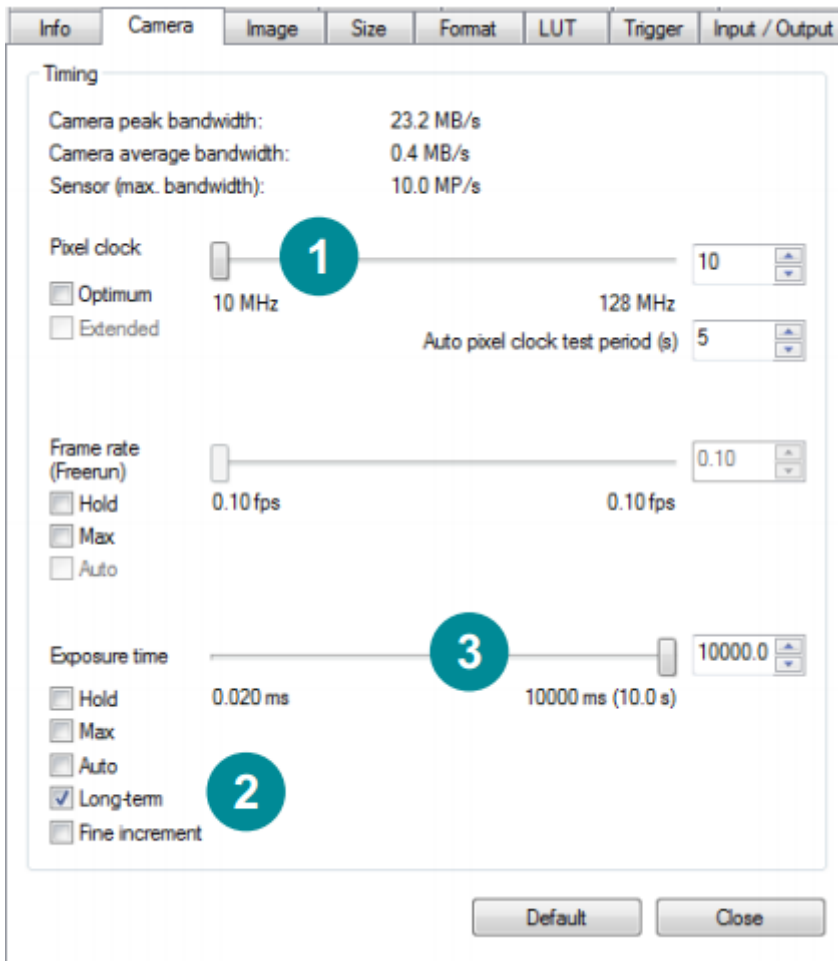 Info Camera Image Size Format LUT Trigger Input / Output
Timing
Camera peak bandwidth: 23.2 MB/s
Camera average bandwidth: 0.4 MB/s
Sensor (max. bandwidth): 10.0 MP/s
Pixel clock 1 10
Optimum 10 MHz 128 MHz
Extended Auto pixel clock test period (s) 5
Frame rate
(Freerun) 0.10
Hold 0.10 fps 0.10 fps
Max
Auto
Exposure time 3 10000.0
Hold 0.020 ms 10000 ms (10.0 s)
Max
Auto
Long-term 2
Fine increment
Default Close